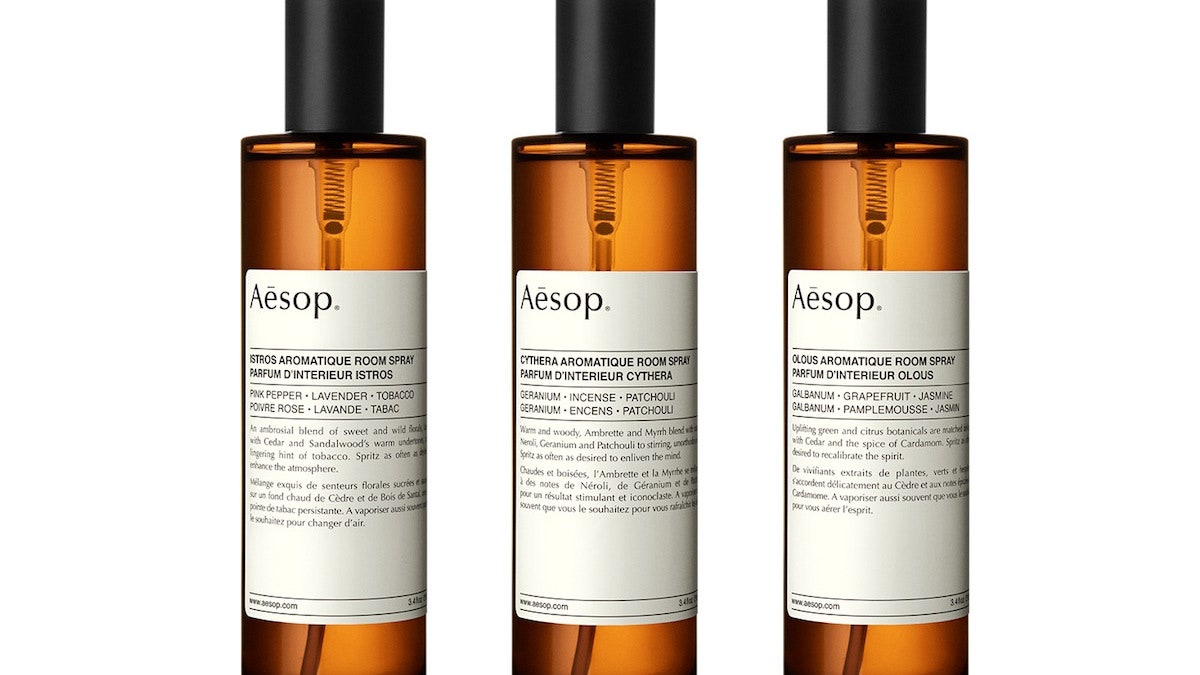 Aēsop®
ISTROS AROMATIQUE ROOM SPRAY
PARFUM D'INTERIEUR ISTROS
PINK PEPPER · LAVENDER · TOBACCO
POIVRE ROSE · LAVANDE · TABAC
An ambrosial blend of sweet and wild florals,
with Cedar and Sandalwood's warm
lingering hint of tobacco. Spritz as often as
enhance the atmosphere.
Mélange exquis de senteurs florales sucrées et
sur un fond chaud de Cèdre et de Bois de Santal,
pointe de tabac persistante. A vaporiser aussi
le souhaitez pour changer d'air.
www.aesop.com
3.4 fl oz
Aēsop®
CYTHERA AROMATIQUE ROOM SPRAY
PARFUM D'INTERIEUR CYTHERA
GERANIUM · INCENSE · PATCHOULI
GERANIUM · ENCENS · PATCHOULI
Warm and woody, Ambrette and Myrrh blend with
Neroli, Geranium and Patchouli to stirring,
Spritz as often as desired to enliven the mind.
Chaudes et boisées, l'Ambrette et la Myrrhe se
à des notes de Néroli, de Géranium et de
pour un résultat stimulant et iconoclaste. A
souvent que vous le souhaitez pour vous rafraîchir
www.aesop.com
3.4 fl
Aēsop®
OLOUS AROMATIQUE ROOM SPRAY
PARFUM D'INTERIEUR OLOUS
GALBANUM · GRAPEFRUIT · JASMINE
GALBANUM · PAMPLEMOUSSE · JASMIN
Uplifting green and citrus botanicals are matched
with Cedar and the spice of Cardamom. Spritz as
desired to recalibrate the spirit.
De vivifiants extraits de plantes, verts et
s'accordent délicatement au Cèdre et aux notes
Cardamome. A vaporiser aussi souvent que vous le
pour vous aérer l'esprit.
www.aesop.com
3.4 fl